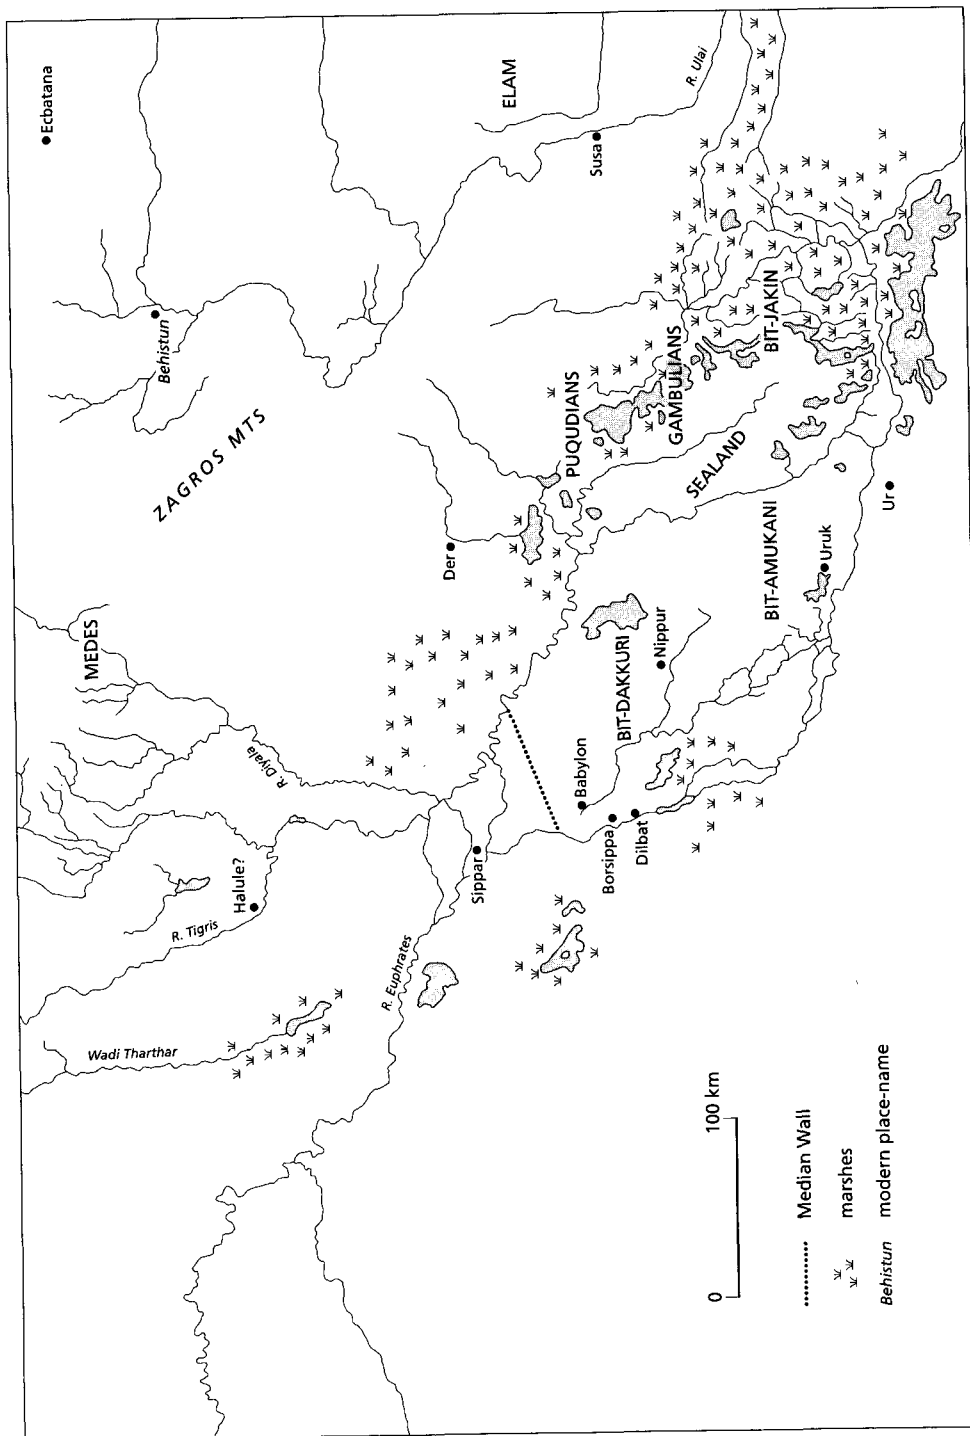 Ecbatana
Behistun
ZAGROS MTS
ELAM
R. Ulai
Susa
MEDES
R. Diyala
Der
PUQUDIANS
GAMBULIANS
BIT-JAKIN
SEALAND
Halule?
R. Tigris
Wadi Tharthar
R. Euphrates
Sippar
Babylon
Borsippa
Dilbat
BIT-DAKKURI
Nippur
BIT-AMUKANI
Uruk
Ur
0 100 km
Median Wall
marshes
Behistun modern place-name